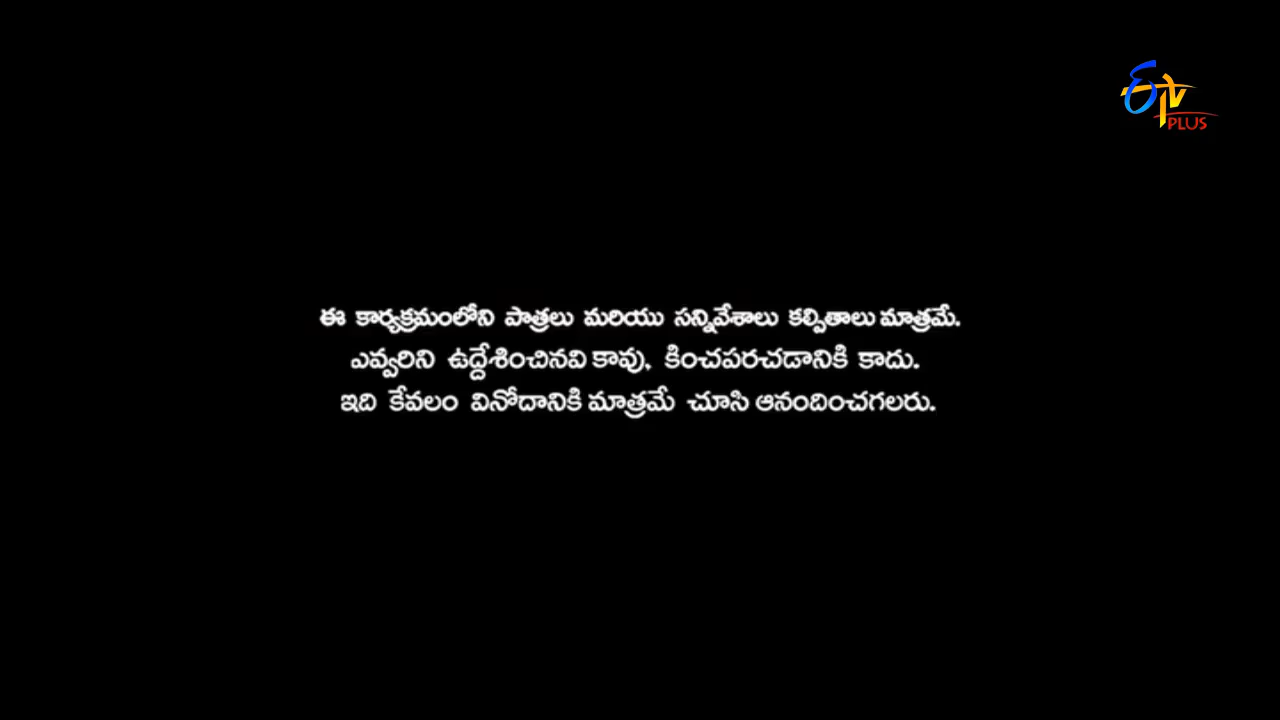 ETV
PLUS
ఈ కార్యక్రమంలోని పాత్రలు మరియు సన్నివేశాలు కల్పితాలు మాత్రమే.
ఎవ్వరిని ఉద్దేశించినవి కావు. కించపరచడానికి కాదు.
ఇది కేవలం వినోదానికి మాత్రమే చూసి ఆనందించగలరు.